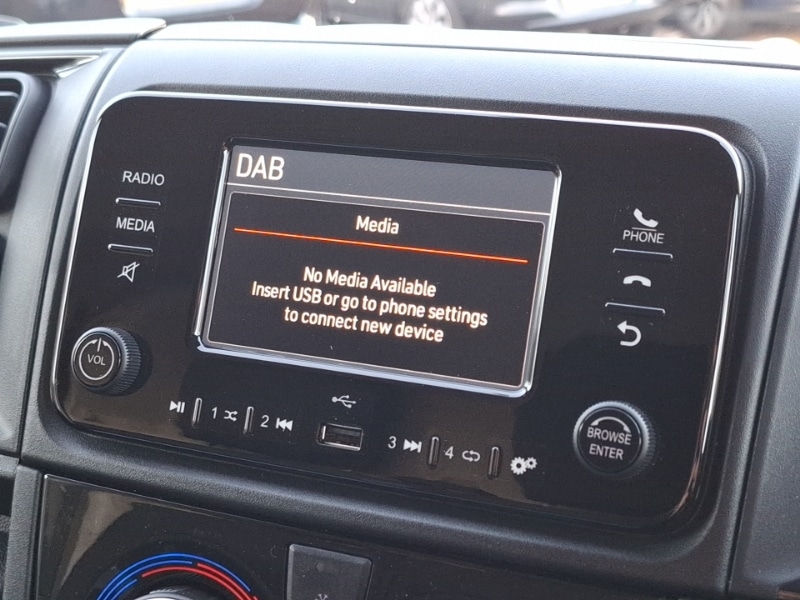 DAB
RADIO
MEDIA
Media
No Media Available
Insert USB or go to phone settings
to connect new device
PHONE
VOL
1
2
3
4
BROWSE
ENTER